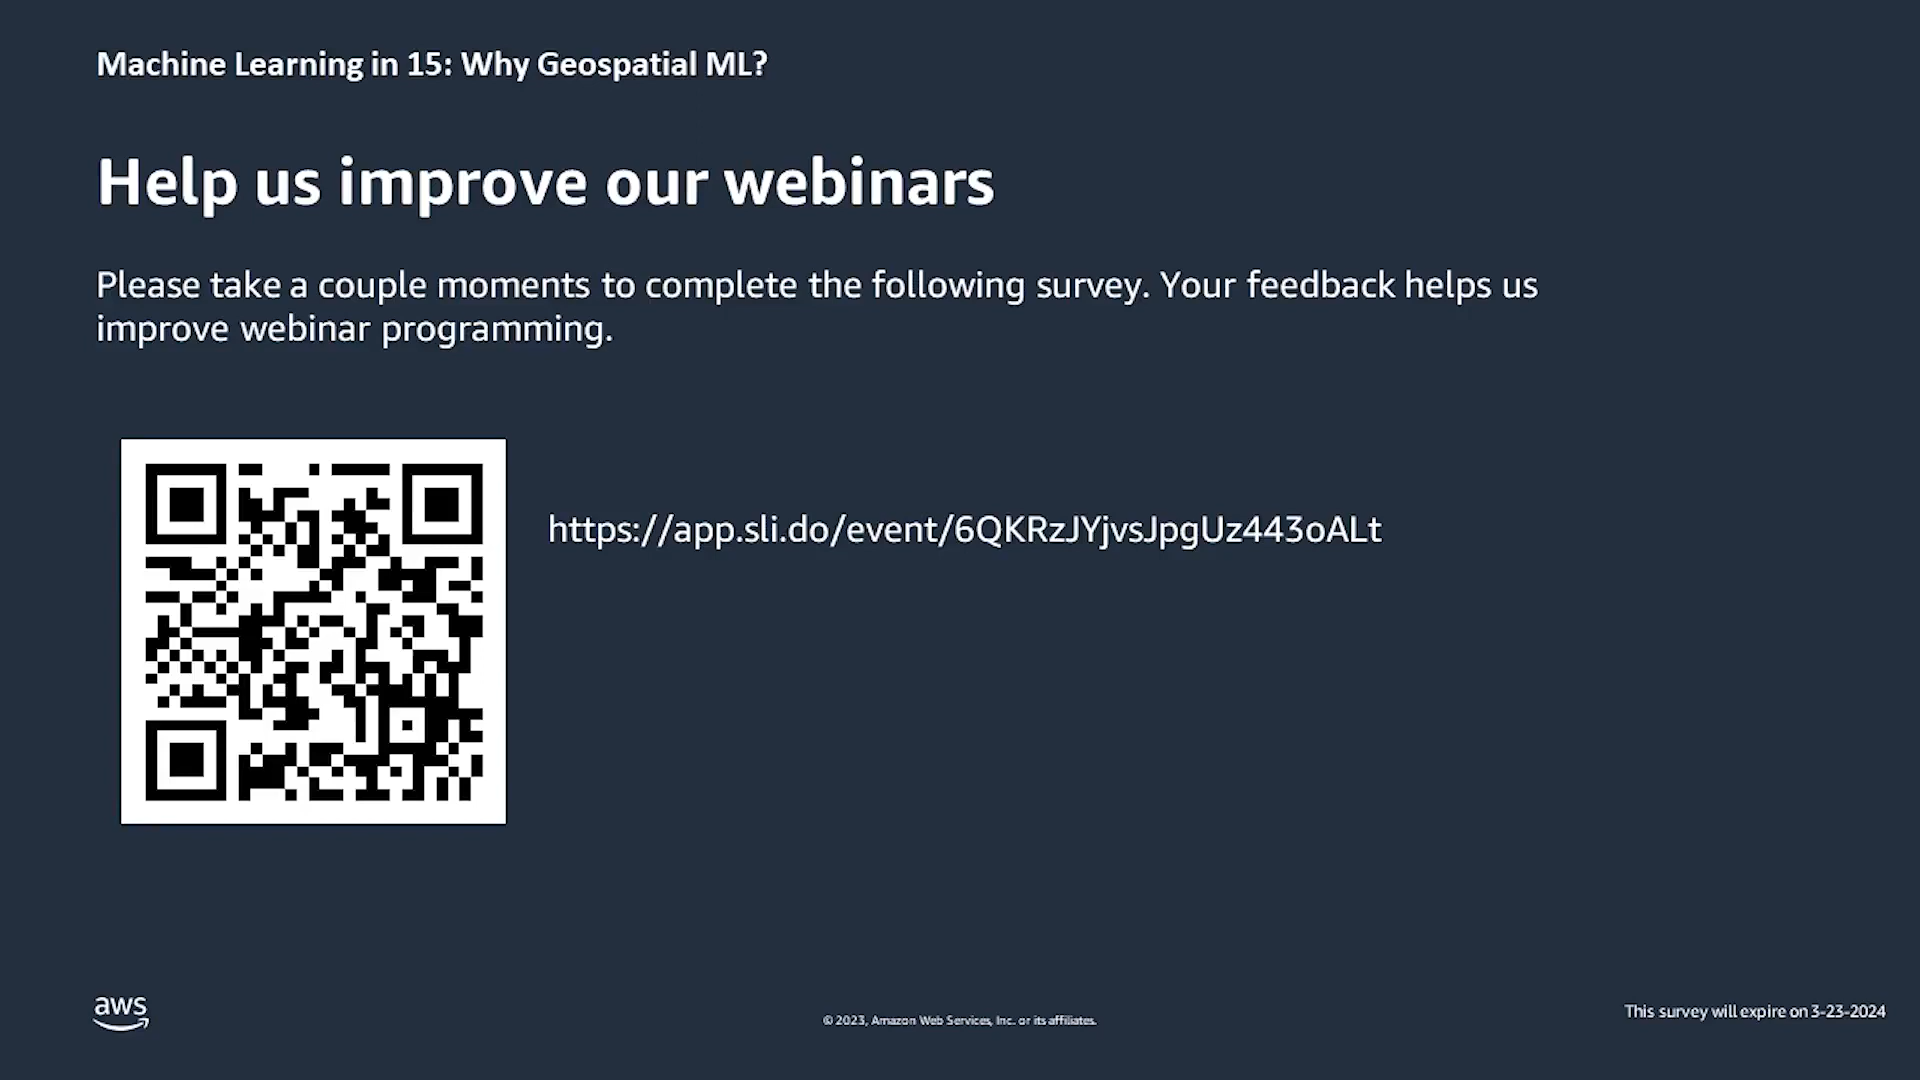 Machine Learning in 15: Why Geospatial ML?
Help us improve our webinars
Please take a couple moments to complete the following survey. Your feedback helps us
improve webinar programming.
https://app.sli.do/event/6QKRzJYjvsJpgUz443oALt
aws
© 2023, Amazon Web Services, Inc. or its affiliates.
This survey will expire on 3-23-2024